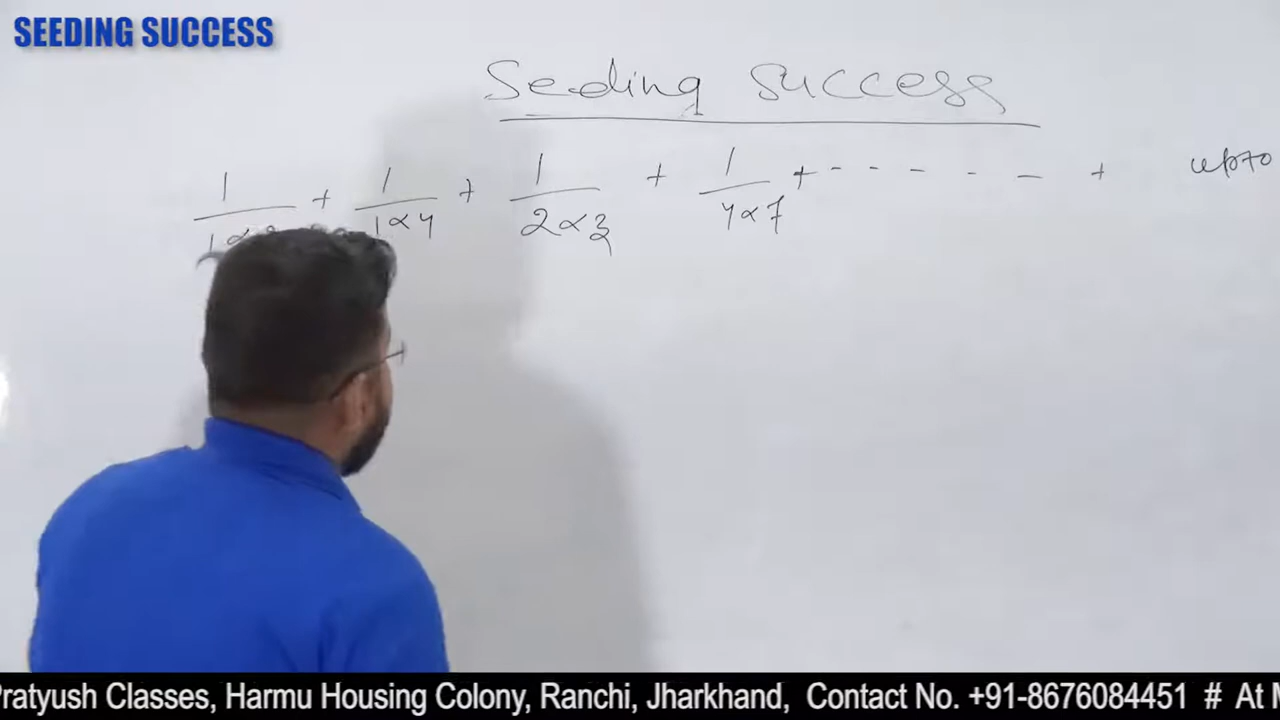 SEEDING SUCCESS
Seeding Success
1/1×2 + 1/1×4 + 1/2×3 + 1/4×7 + - - - - - + upto
Pratyush Classes, Harmu Housing Colony, Ranchi, Jharkhand, Contact No. +91-8676084451 # At